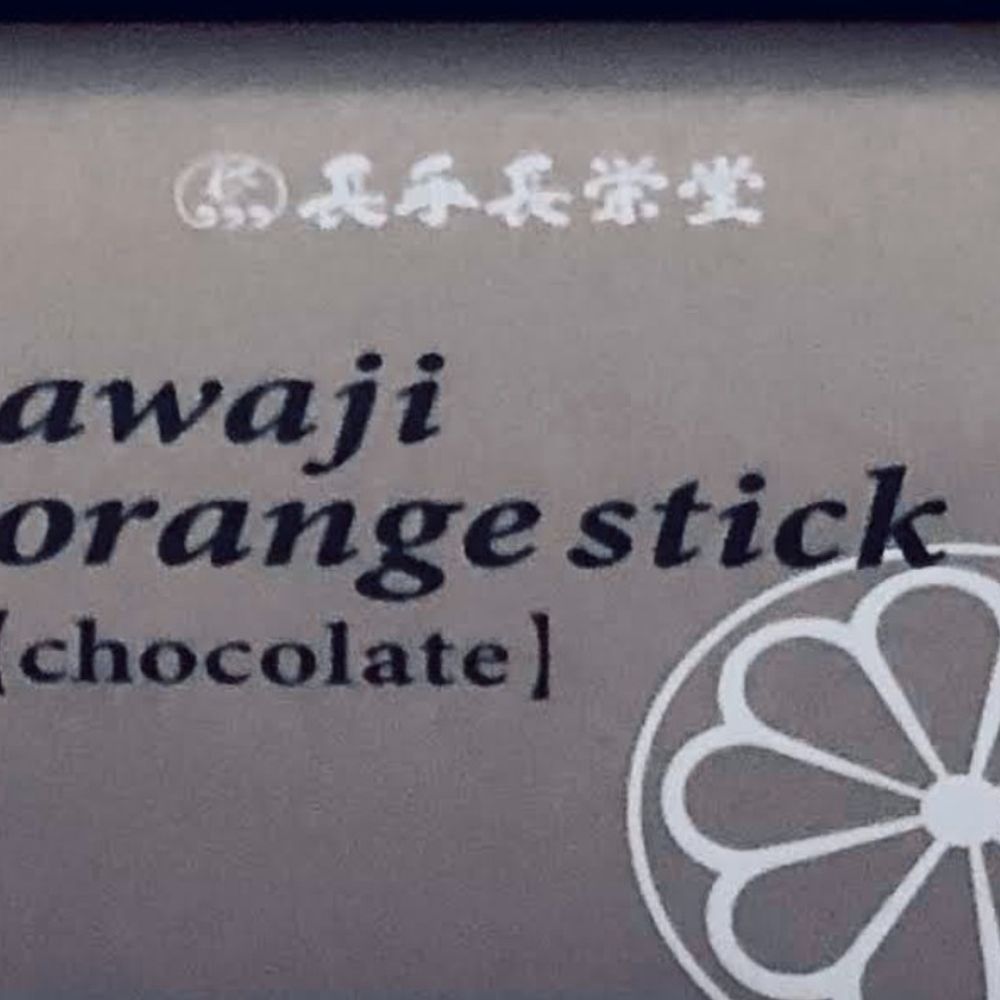 長手長栄堂
awaji
orange stick
[chocolate]